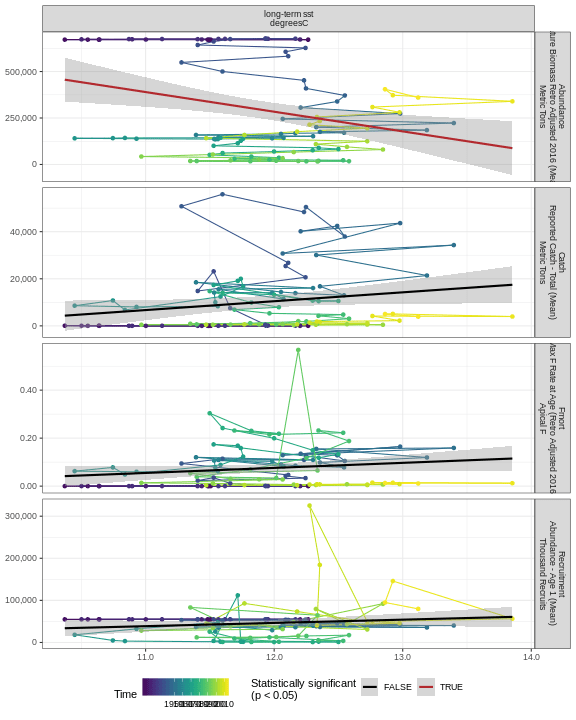 long-term sst
degreesC
500,000
250,000
0
Abundance
ture Biomass Retro Adjusted 2016 (Mea
Metric Tons
40,000
20,000
0
Catch
Reported Catch - Total (Mean)
Metric Tons
0.40
0.20
0.00
Fmort
Max F Rate at Age (Retro Adjusted 2016
Apical F
300,000
200,000
100,000
0
Recruitment
Abundance - Age 1 (Mean)
Thousand Recruits
11.0 12.0 13.0 14.0
Time
2010
Statistically significant
(p < 0.05)
FALSE TRUE